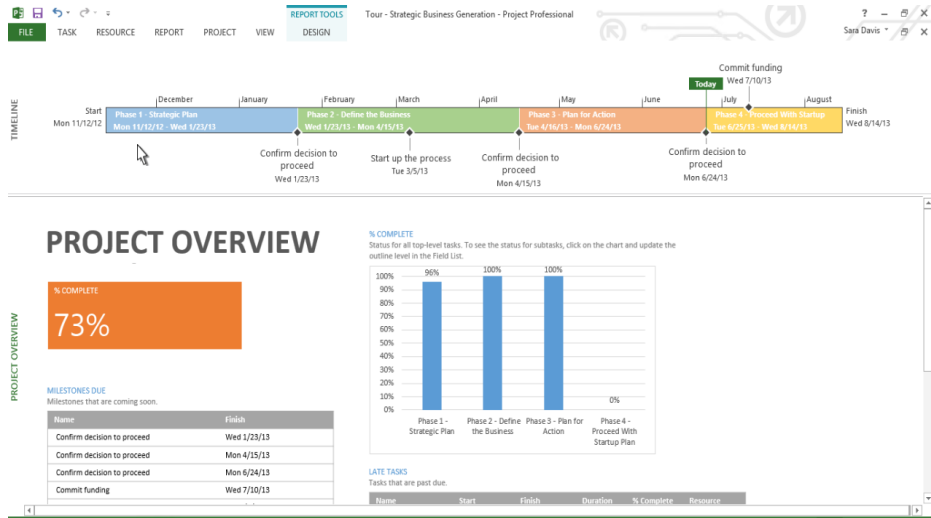 REPORT TOOLS
Tour - Strategic Business Generation - Project Professional
FILE
TASK
RESOURCE
REPORT
PROJECT
VIEW
DESIGN
Sara Davis
TIMELINE
Commit funding
Wed 7/10/13
Today
December
January
February
March
April
May
June
July
August
Start
Mon 11/12/12
Phase 1 - Strategic Plan
Mon 11/12/12 - Wed 1/23/13
Phase 2 - Define the Business
Wed 1/23/13 - Mon 4/15/13
Phase 3 - Plan for Action
Tue 4/16/13 - Mon 6/24/13
Phase 4 - Proceed With Startup
Tue 6/25/13 - Wed 8/14/13
Finish
Wed 8/14/13
Confirm decision to
proceed
Wed 1/23/13
Start up the process
Tue 3/5/13
Confirm decision to
proceed
Mon 4/15/13
Confirm decision to
proceed
Mon 6/24/13
PROJECT OVERVIEW
PROJECT OVERVIEW
% COMPLETE
73%
MILESTONES DUE
Milestones that are coming soon.
Name Finish
Confirm decision to proceed Wed 1/23/13
Confirm decision to proceed Mon 4/15/13
Confirm decision to proceed Mon 6/24/13
Commit funding Wed 7/10/13
% COMPLETE
Status for all top-level tasks. To see the status for subtasks, click on the chart and update the
outline level in the Field List.
100%
90%
80%
70%
60%
50%
40%
30%
20%
10%
0%
96%
100%
100%
0%
Phase 1 -
Strategic Plan
Phase 2 - Define
the Business
Phase 3 - Plan for
Action
Phase 4 -
Proceed With
Startup Plan
LATE TASKS
Tasks that are past due.
Name Start Finish Duration % Complete Resource